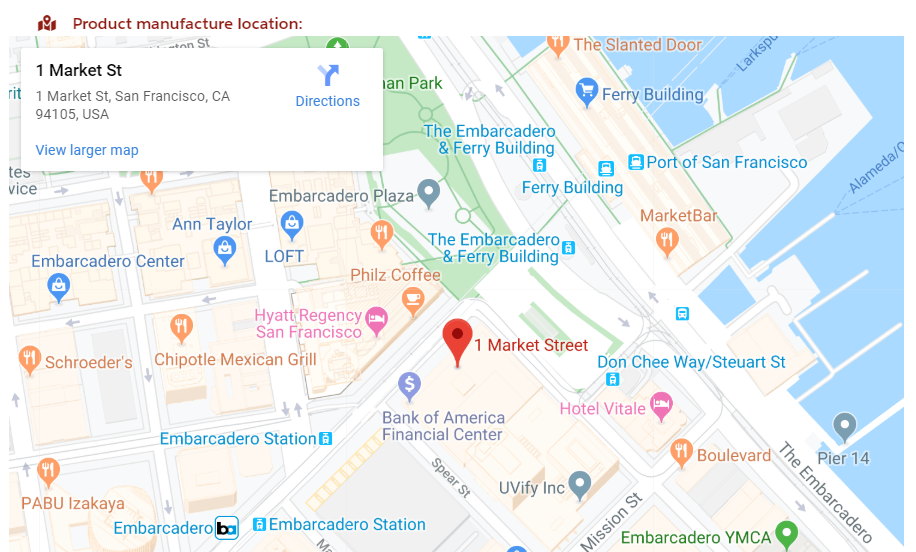 Product manufacture location:
1 Market St
1 Market St, San Francisco, CA
94105, USA
Directions
View larger map
The Slanted Door
Ferry Building
The Embarcadero
& Ferry Building
Port of San Francisco
Ferry Building
Embarcadero Plaza
MarketBar
Ann Taylor
LOFT
The Embarcadero
& Ferry Building
Embarcadero Center
Philz Coffee
Hyatt Regency
San Francisco
1 Market Street
Schroeder's
Chipotle Mexican Grill
Don Chee Way/Steuart St
Hotel Vitale
$
Bank of America
Financial Center
Embarcadero Station
Boulevard
Pier 14
The Embarcadero
Spear St
UVify Inc
Mission St
PABU Izakaya
Embarcadero
ba
Embarcadero Station
Embarcadero YMCA
Park
St